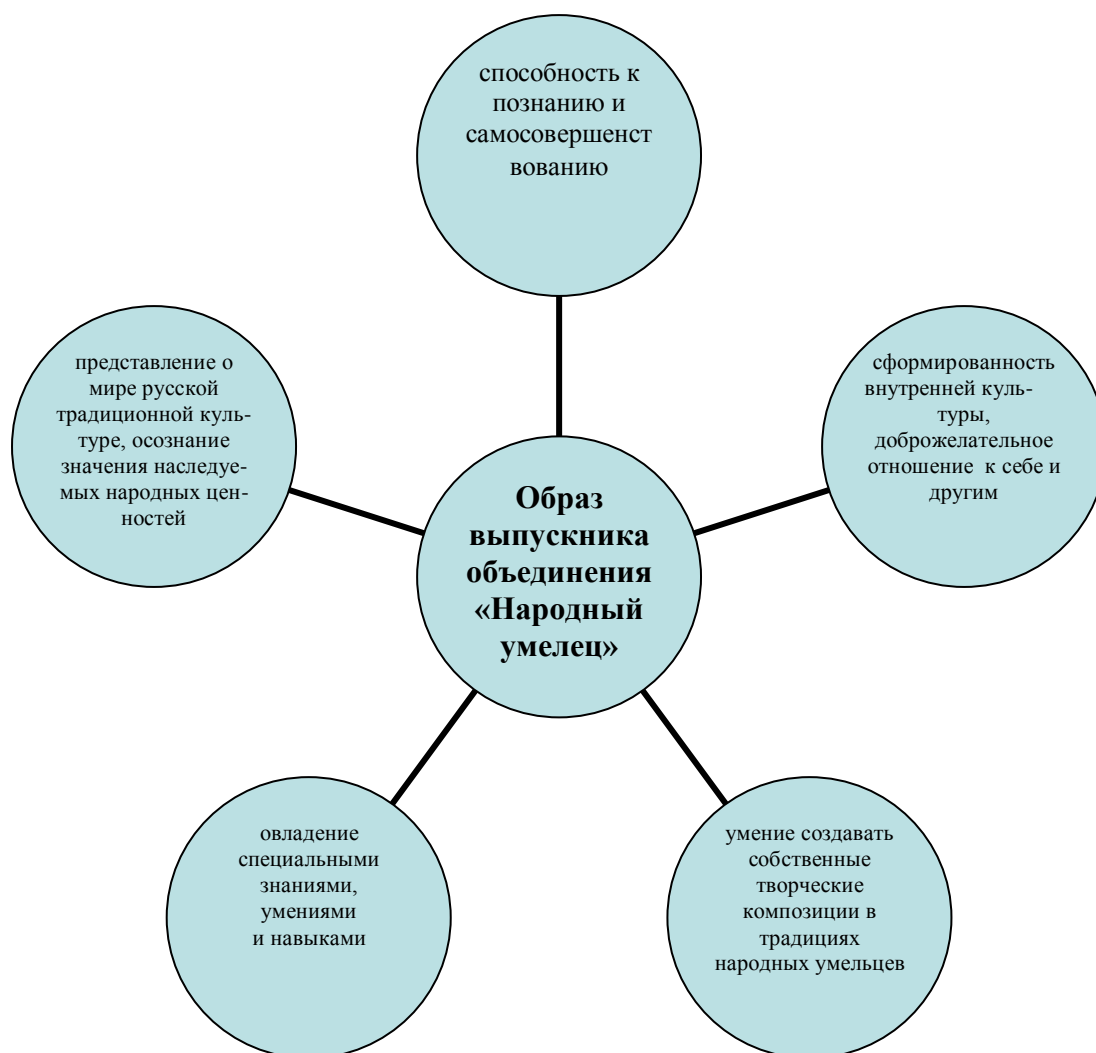 способность к
познанию и
самосовершенст
вованию
представление о
мире русской
традиционной куль-
туре, осознание
значения наследуе-
мых народных цен-
ностей
сформированность
внутренней куль-
туры,
доброжелательное
отношение к себе и
другим
Образ
выпускника
объединения
«Народный
умелец»
овладение
специальными
знаниями,
умениями
и навыками
умение создавать
собственные
творческие
композиции в
традициях
народных умельцев